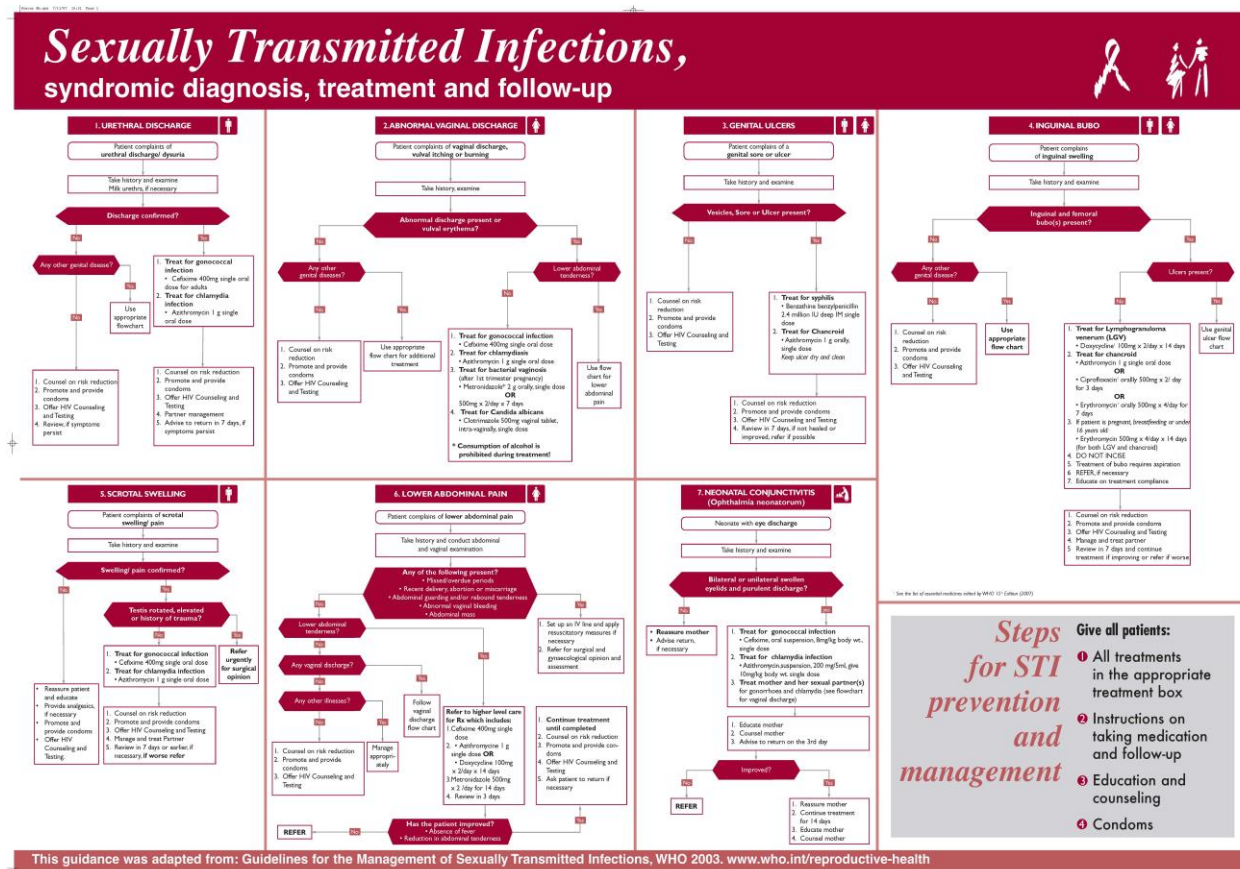 Sexually Transmitted Infections,
syndromic diagnosis, treatment and follow-up
1. URETHRAL DISCHARGE
Patient complaints of
urethral discharge/ dysuria
Take history and examine
Milk urethra, if necessary
Discharge confirmed?
No
Yes
Any other genital disease?
Yes
No
Use
appropriate
flowchart
1. Treat for gonococcal
infection
• Cefixime 400mg single oral
dose for adults
2. Treat for chlamydia
infection
• Azithromycin 1 g single
oral dose
1. Counsel on risk reduction
2. Promote and provide
condoms
3. Offer HIV Counseling
and Testing
4. Review, if symptoms
persist
1. Counsel on risk reduction
2. Promote and provide
condoms
3. Offer HIV Counseling and
Testing
4. Partner management
5. Advise to return in 7 days, if
symptoms persist
2. ABNORMAL VAGINAL DISCHARGE
Patient complains of vaginal discharge,
vulval itching or burning
Take history, examine
Abnormal discharge present or
vulval erythema?
No
Yes
Any other
genital diseases?
Lower abdominal
tenderness?
No
Yes
No
Yes
1. Counsel on risk
reduction
2. Promote and provide
condoms
3. Offer HIV Counseling
and Testing
Use appropriate
flow chart for additional
treatment
1. Treat for gonococcal infection
• Cefixime 400mg single oral dose
2. Treat for chlamydiasis
• Azithromycin 1 g single oral dose
3. Treat for bacterial vaginosis
(after 1st trimester pregnancy)
• Metronidazole* 2 g orally, single dose
OR
500mg x 2/day x 7 days
4 Treat for Candida albicans
• Clotrimazole 500mg vaginal tablet,
intra-vaginally, single dose
* Consumption of alcohol is
prohibited during treatment!
Use flow
chart for
lower
abdominal
pain
3. GENITAL ULCERS
Patient complains of a
genital sore or ulcer
Take history and examine
Vesicles, Sore or Ulcer present?
No
Yes
1. Counsel on risk
reduction
2. Promote and provide
condoms
3. Offer HIV Counseling and
Testing
1. Treat for syphilis
• Benzathine benzylpenicillin
2.4 million IU deep IM single
dose
2. Treat for Chancroid
• Azithromycin 1 g orally,
single dose
Keep ulcer dry and clean
1. Counsel on risk reduction
2. Promote and provide condoms
3. Offer HIV Counseling and Testing
4. Review in 7 days, if not healed or
improved, refer if possible
4. INGUINAL BUBO
Patient complains
of inguinal swelling
Take history and examine
Inguinal and femoral
bubo(s) present?
No
Yes
Any other
genital disease?
Ulcers present?
No
Yes
No
Yes
1. Counsel on risk
reduction
2. Promote and provide
condoms
3. Offer HIV Counseling
and Testing
Use
appropriate
flow chart
1. Treat for Lymphogranuloma
venerum (LGV)
• Doxycycline' 100mg x 2/day x 14 days
2. Treat for chancroid
• Azithromycin 1 g single oral dose
OR
• Ciprofloxacin' orallly 500mg x 2/ day
for 3 days
OR
• Erythromycin' orally 500mg x 4/day for
7 days
3 If patient is pregnant, breastfeeding or under
16 years old:
• Erythromycin 500mg x 4/day x 14 days
(for both LGV and chancroid)
4 DO NOT INCISE
5 Treatment of bubo requires aspiration
6 REFER, if necessary
7. Educate on treatment compliance
Use genital
ulcer flow
chart
1. Counsel on risk reduction
2 Promote and provide condoms
3. Offer HIV Counseling and Testing
4 Manage and treat partner
5 Review in 7 days and continue
treatment if improving or refer if worse
' See the list of essential medicines edited by WHO 15th Edition (2007)
5. SCROTAL SWELLING
Patient complaints of scrotal
swelling/ pain
Take history and examine
Swelling/ pain confirmed?
No
Yes
Testis rotated, elevated
or history of trauma?
No
Yes
1. Treat for gonococcal infection
• Cefixime 400mg single oral dose
2. Treat for chlamydia infection
• Azithromycin 1 g single oral dose
Refer
urgently
for surgical
opinion
• Reassure patient
and educate
• Provide analgesics,
if necessary
• Promote and
provide condoms
• Offer HIV
Counseling and
Testing.
1. Counsel on risk reduction
2 Promote and provide condoms
3. Offer HIV Counseling and Testing
4 Manage and treat Partner
5 Review in 7 days or earlier, if
necessary, if worse refer
6. LOWER ABDOMINAL PAIN
Patient complains of lower abdominal pain
Take history and conduct abdominal
and vaginal examination
Any of the following present?
• Missed/overdue periods
• Recent delivery, abortion or miscarriage
• Abdominal guarding and/or rebound tenderness
• Abnormal vaginal bleeding
• Abdominal mass
No
Yes
Lower abdominal
tenderness?
1. Set up an IV line and apply
resuscitatory measures if
necessary
2 Refer for surgical and
gynaecological opinion and
assessment
No
Yes
Any vaginal discharge?
No
Yes
Any other illnesses?
Follow
vaginal
discharge
flow chart
No
Yes
1. Counsel on risk reduction
2 Promote and provide
condoms
3. Offer HIV Counseling and
Testing
Manage
appropri-
ately
Refer to higher level care
for Rx which includes:
1.Cefixime 400mg single
dose
2. • Azithromycine 1 g
single dose OR
• Doxycycline 100mg
x 2/day x 14 days
3.Metronidazole 500mg
x 2 /day for 14 days
4. Review in 3 days
1. Continue treatment
until completed
2 Counsel on risk reduction
3 Promote and provide con-
doms
4 Offer HIV Counseling and
Testing
5 Ask patient to return if
necessary
Has the patient improved?
• Absence of fever
• Reduction in abdominal tenderness
No
Yes
REFER
7. NEONATAL CONJUNCTIVITIS
(Ophthalmia neonatorum)
Neonate with eye discharge
Take history and examine
Bilateral or unilateral swollen
eyelids and purulent discharge?
No
yes
• Reassure mother
• Advise return,
if necessary
1 Treat for gonococcal infection
• Cefixime, oral suspension, 8mg/kg body wt.,
single dose
2. Treat for chlamydia infection
• Azithromycin,suspension, 200 mg/5ml, give
10mg/kg body wt. single dose
3. Treat mother and her sexual partner(s)
for gonorrhoea and chlamydia (see flowchart
for vaginal discharge)
1 Educate mother
2 Counsel mother
3 Advise to return on the 3rd day
Improved?
No
Yes
REFER
1 Reassure mother
2 Continue treatment
for 14 days
3 Educate mother
4 Counsel mother
Steps
for STI
prevention
and
management
Give all patients:
1 All treatments
in the appropriate
treatment box
2 Instructions on
taking medication
and follow-up
3 Education and
counseling
4 Condoms
This guidance was adapted from: Guidelines for the Management of Sexually Transmitted Infections, WHO 2003. www.who.int/reproductive-health